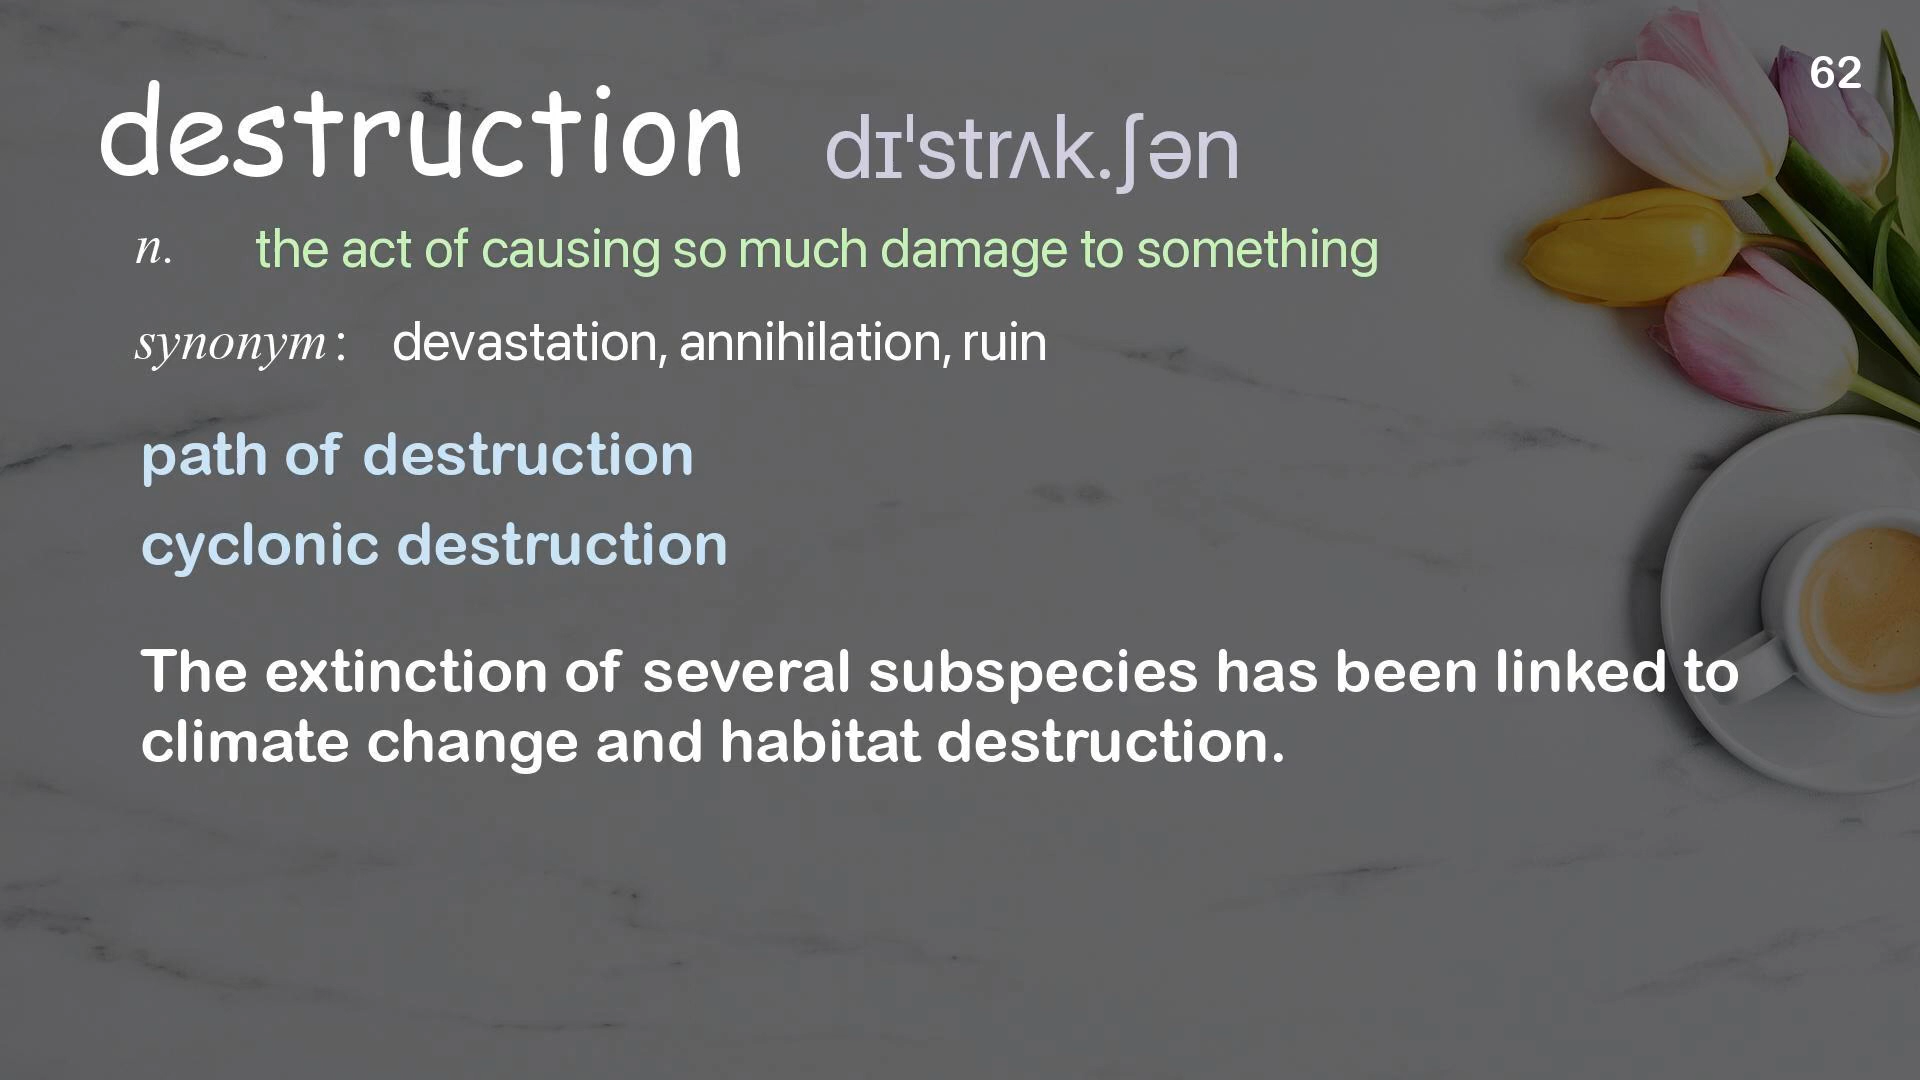 62
destruction dɪˈstrʌk.ʃən
n. the act of causing so much damage to something
synonym: devastation, annihilation, ruin
path of destruction
cyclonic destruction
The extinction of several subspecies has been linked to
climate change and habitat destruction.